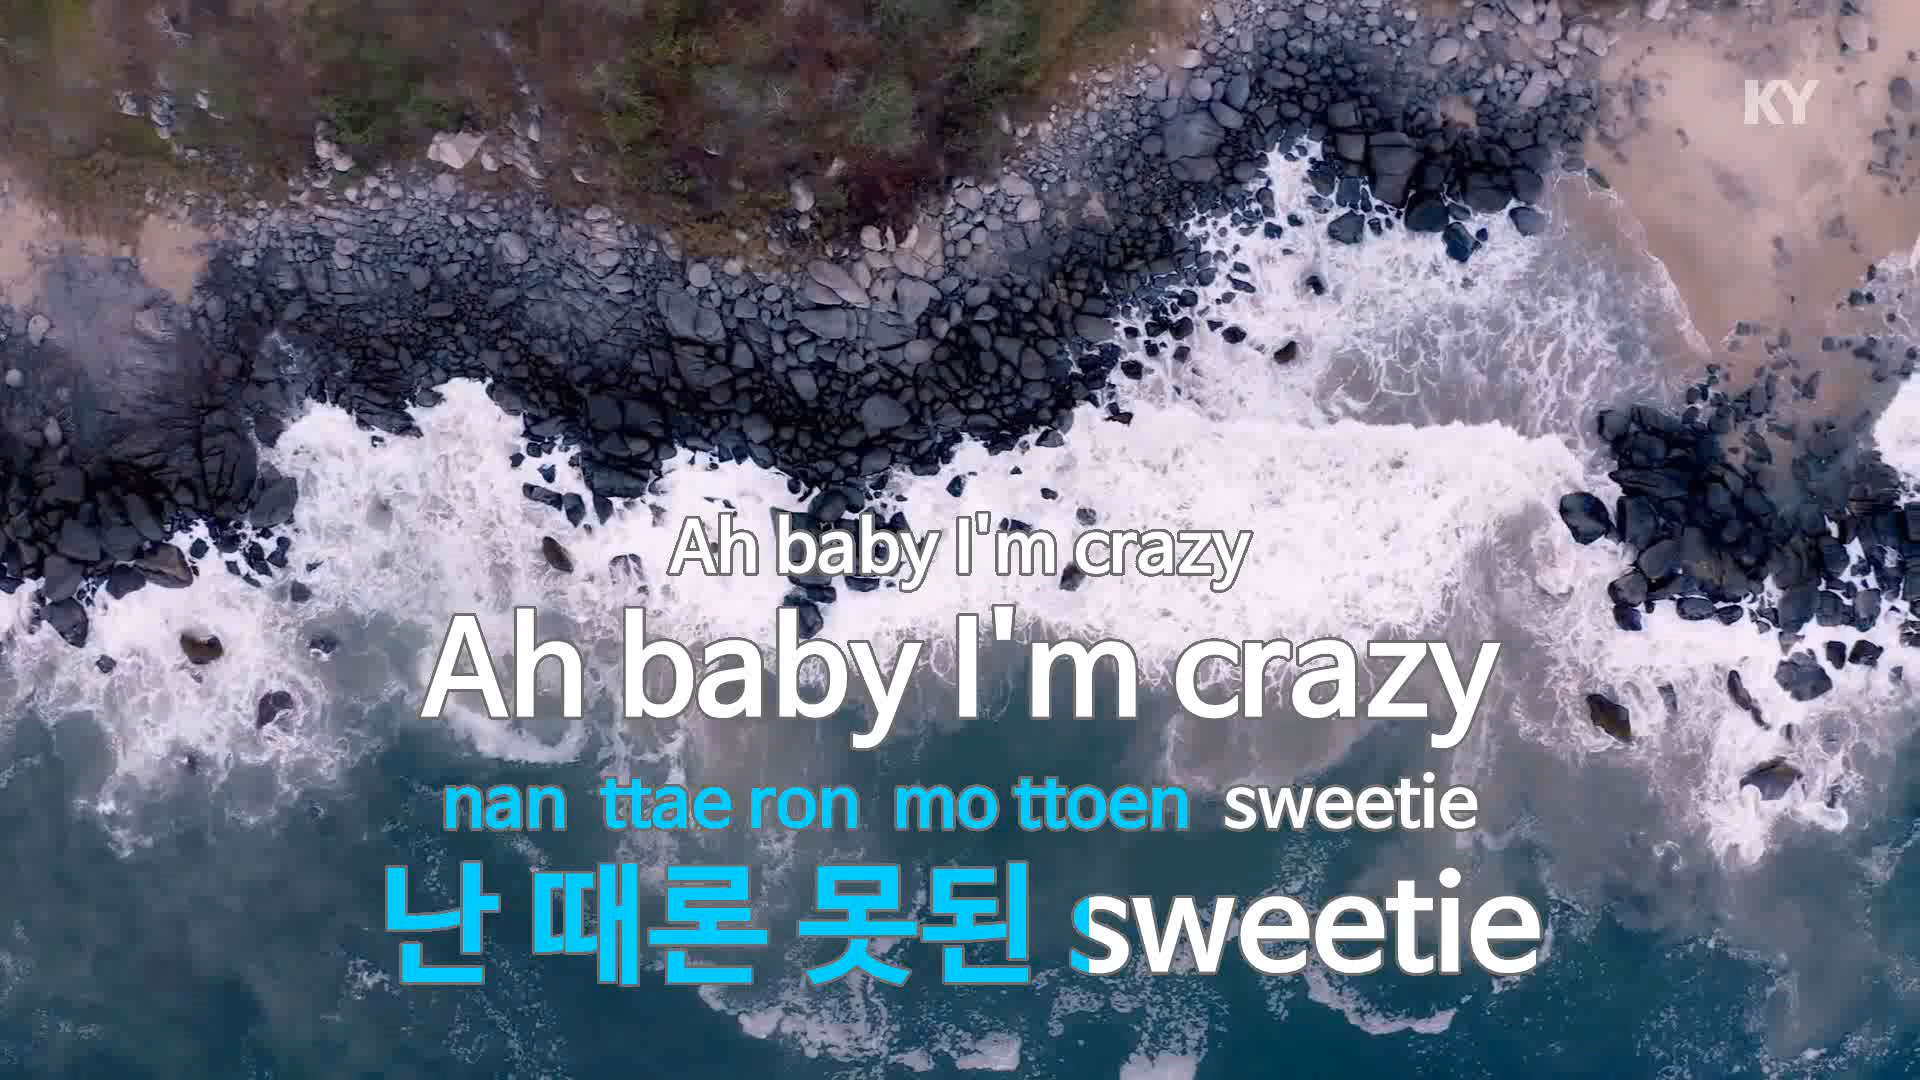 KY
Ah baby I'm crazy
Ah baby I'm crazy
nan ttae ron mo ttoen sweetie
난 때론 못된 sweetie